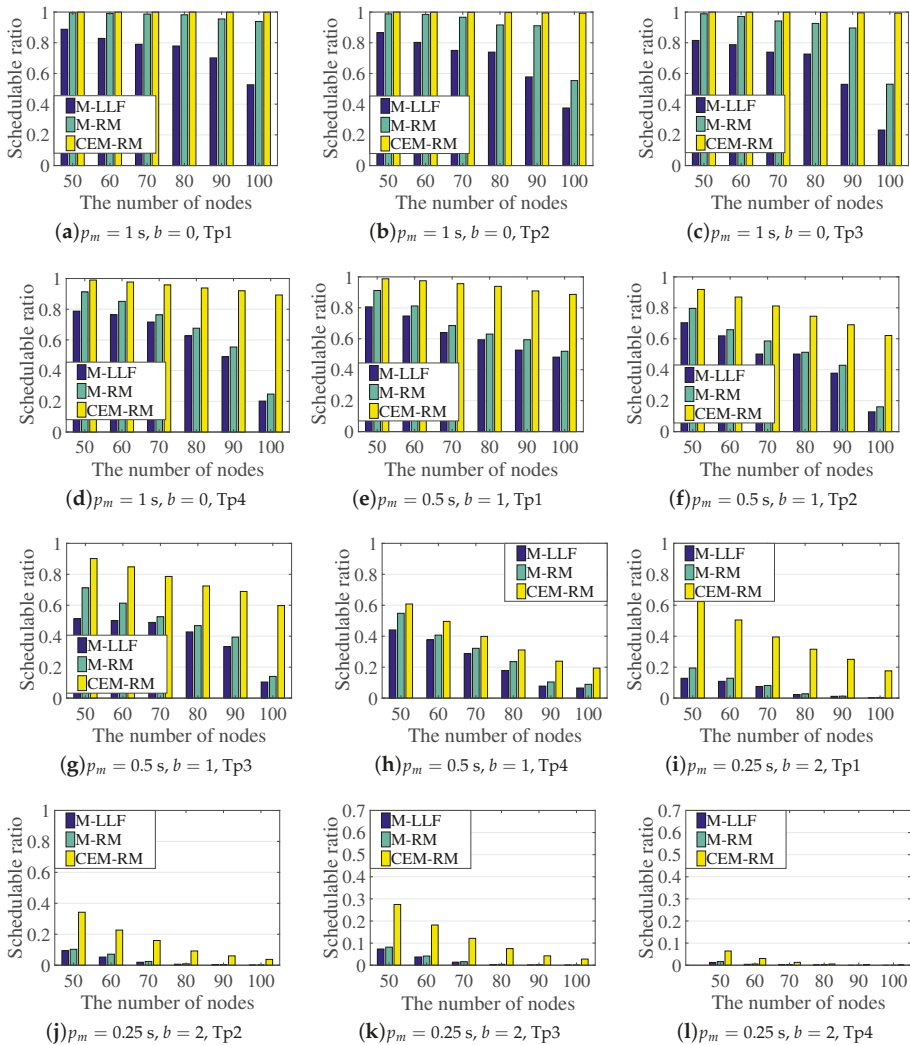 Schedulable ratio
1
0.8
0.6
0.4
0.2
0
M-LLF
M-RM
CEM-RM
50 60 70 80 90 100
The number of nodes
(a) pm = 1 s, b = 0, Tp1
Schedulable ratio
1
0.8
0.6
0.4
0.2
0
M-LLF
M-RM
CEM-RM
50 60 70 80 90 100
The number of nodes
(b) pm = 1 s, b = 0, Tp2
Schedulable ratio
1
0.8
0.6
0.4
0.2
0
M-LLF
M-RM
CEM-RM
50 60 70 80 90 100
The number of nodes
(c) pm = 1 s, b = 0, Tp3
Schedulable ratio
1
0.8
0.6
0.4
0.2
0
M-LLF
M-RM
CEM-RM
50 60 70 80 90 100
The number of nodes
(d) pm = 1 s, b = 0, Tp4
Schedulable ratio
1
0.8
0.6
0.4
0.2
0
M-LLF
M-RM
CEM-RM
50 60 70 80 90 100
The number of nodes
(e) pm = 0.5 s, b = 1, Tp1
Schedulable ratio
1
0.8
0.6
0.4
0.2
0
M-LLF
M-RM
CEM-RM
50 60 70 80 90 100
The number of nodes
(f) pm = 0.5 s, b = 1, Tp2
Schedulable ratio
1
0.8
0.6
0.4
0.2
0
M-LLF
M-RM
CEM-RM
50 60 70 80 90 100
The number of nodes
(g) pm = 0.5 s, b = 1, Tp3
Schedulable ratio
1
0.8
0.6
0.4
0.2
0
M-LLF
M-RM
CEM-RM
50 60 70 80 90 100
The number of nodes
(h) pm = 0.5 s, b = 1, Tp4
Schedulable ratio
1
0.8
0.6
0.4
0.2
0
M-LLF
M-RM
CEM-RM
50 60 70 80 90 100
The number of nodes
(i) pm = 0.25 s, b = 2, Tp1
Schedulable ratio
1
0.8
0.6
0.4
0.2
0
M-LLF
M-RM
CEM-RM
50 60 70 80 90 100
The number of nodes
(j) pm = 0.25 s, b = 2, Tp2
Schedulable ratio
0.7
0.6
0.5
0.4
0.3
0.2
0.1
0
M-LLF
M-RM
CEM-RM
50 60 70 80 90 100
The number of nodes
(k) pm = 0.25 s, b = 2, Tp3
Schedulable ratio
0.7
0.6
0.5
0.4
0.3
0.2
0.1
0
M-LLF
M-RM
CEM-RM
50 60 70 80 90 100
The number of nodes
(l) pm = 0.25 s, b = 2, Tp4